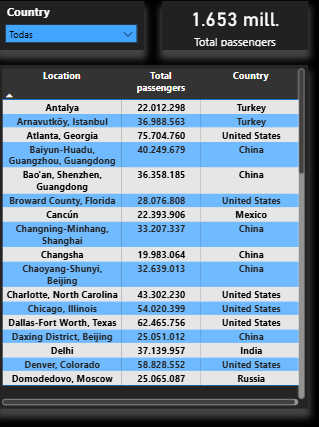 Country
Todas
1.653 mill.
Total passengers
Location Total passengers Country
Antalya 22.012.298 Turkey
Arnavutköy, Istanbul 36.988.563 Turkey
Atlanta, Georgia 75.704.760 United States
Baiyun-Huadu, Guangzhou, Guangdong 40.249.679 China
Bao'an, Shenzhen, Guangdong 36.358.185 China
Broward County, Florida 28.076.808 United States
Cancún 22.393.906 Mexico
Changning-Minhang, Shanghai 33.207.337 China
Changsha 19.983.064 China
Chaoyang-Shunyi, Beijing 32.639.013 China
Charlotte, North Carolina 43.302.230 United States
Chicago, Illinois 54.020.399 United States
Dallas-Fort Worth, Texas 62.465.756 United States
Daxing District, Beijing 25.051.012 China
Delhi 37.139.957 India
Denver, Colorado 58.828.552 United States
Domodedovo, Moscow 25.065.087 Russia